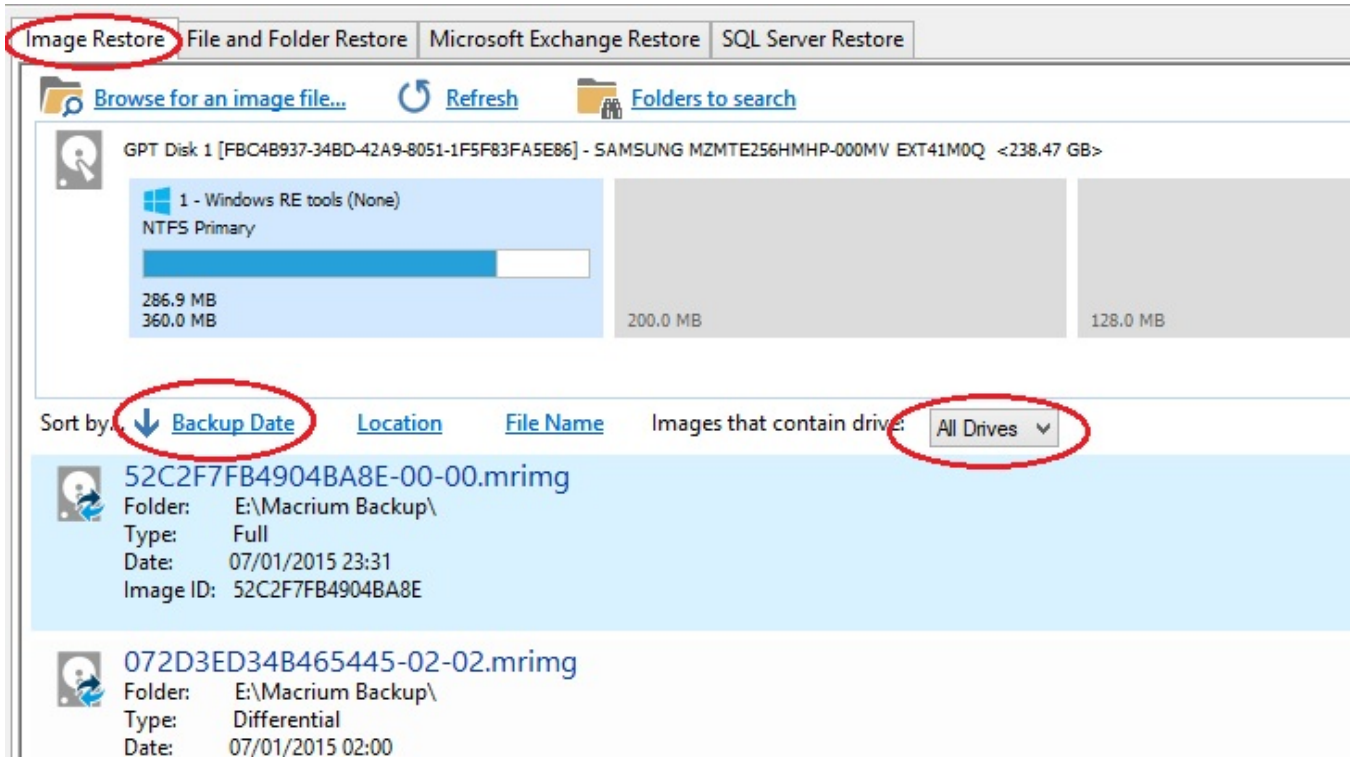 Image Restore File and Folder Restore Microsoft Exchange Restore SQL Server Restore
Browse for an image file... Refresh Folders to search
GPT Disk 1 [FBC4B937-34BD-42A9-8051-1F5F83FA5E86] - SAMSUNG MZMTE256HMHP-000MV EXT41M0Q <238.47 GB>
1 - Windows RE tools (None)
NTFS Primary
286.9 MB
360.0 MB 200.0 MB 128.0 MB
Sort by... Backup Date Location File Name Images that contain drive: All Drives
52C2F7FB4904BA8E-00-00.mrimg
Folder: E:\Macrium Backup\
Type: Full
Date: 07/01/2015 23:31
Image ID: 52C2F7FB4904BA8E
072D3ED34B465445-02-02.mrimg
Folder: E:\Macrium Backup\
Type: Differential
Date: 07/01/2015 02:00